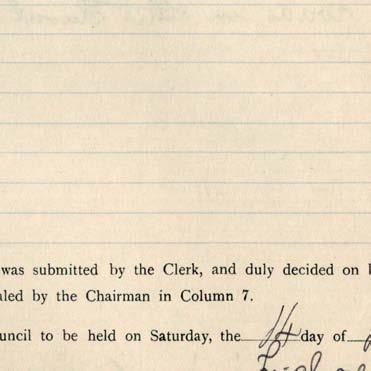 was submitted by the Clerk, and duly decided on
aled by the Chairman in Column 7.
uncil to be held on Saturday, the 14 day of